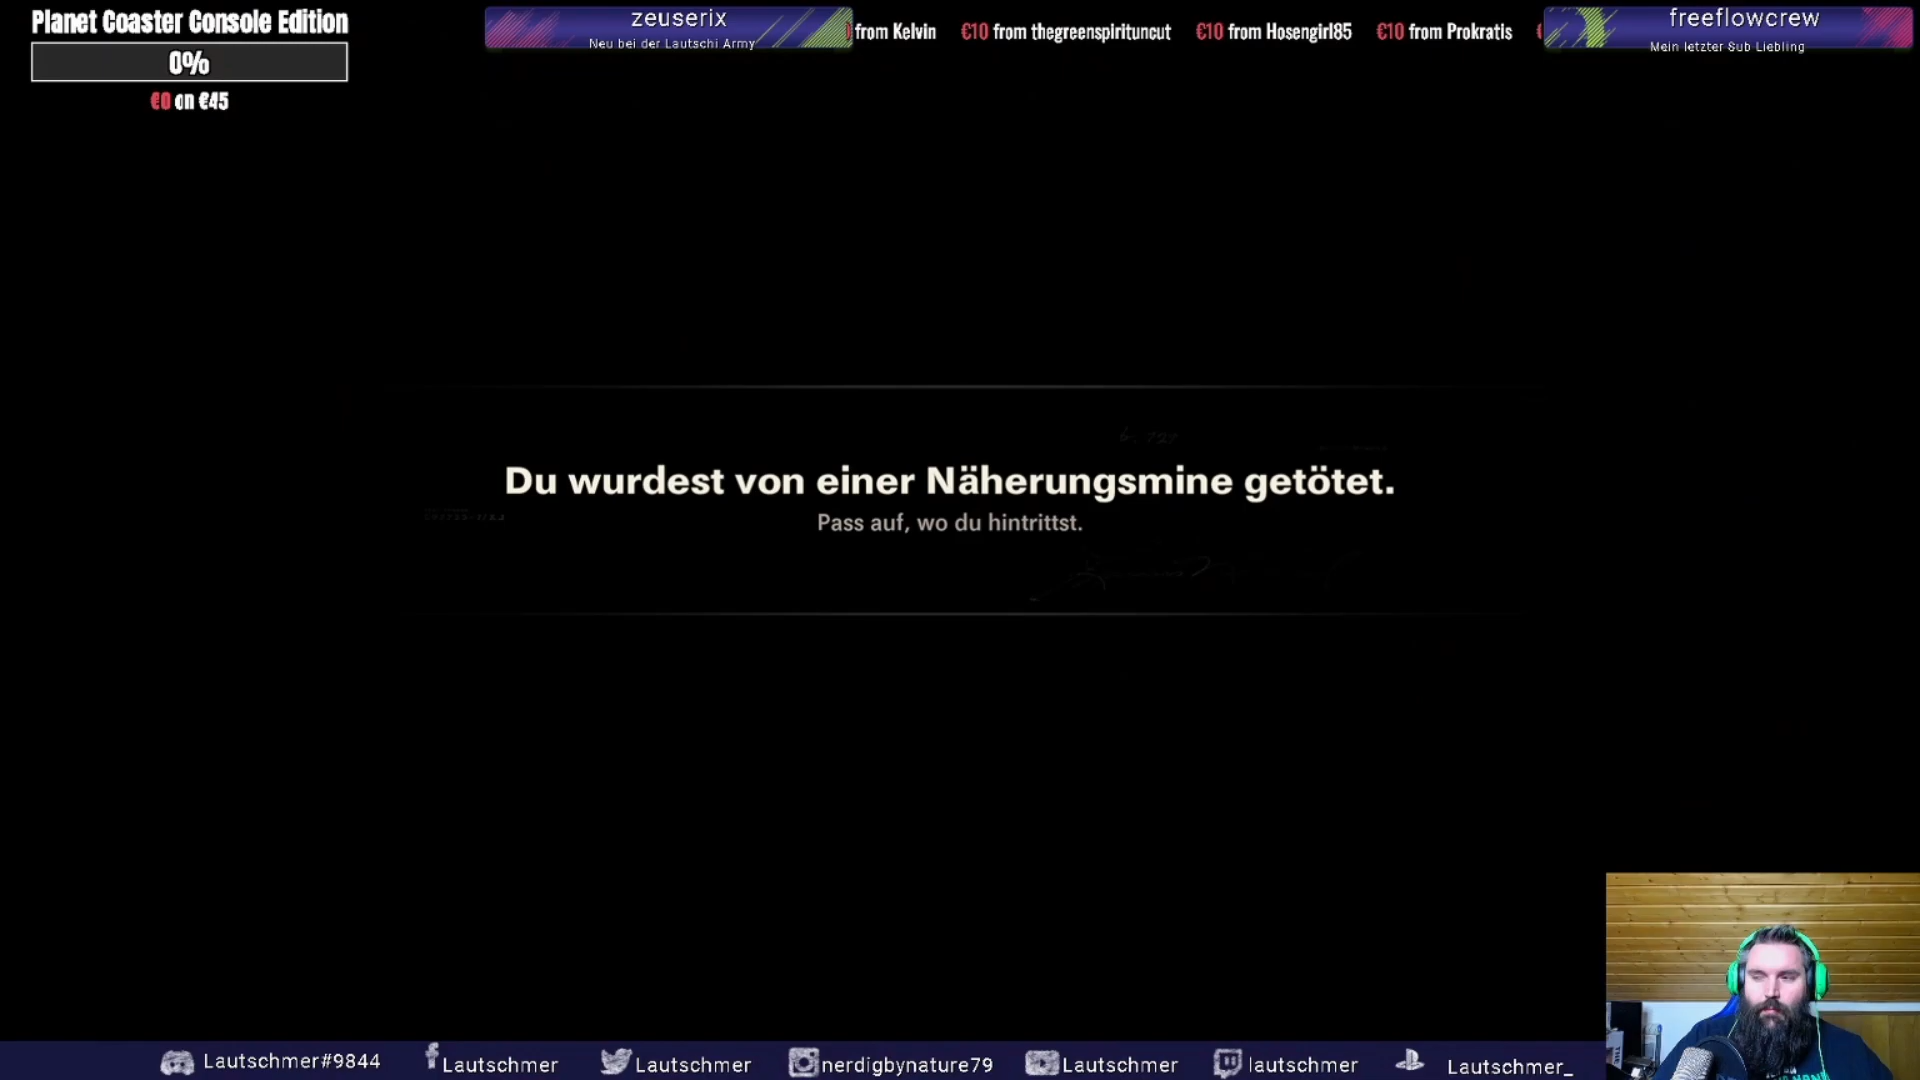 Planet Coaster Console Edition
0%
€0 on €45
zeuserix
Neu bei der Lautschi Army
from Kelvin €10 from thegreenspirituncut €10 from Hosengirl85 €10 from Prokratis
freeflowcrew
Mein letzter Sub Liebling
Du wurdest von einer Näherungsmine getötet.
Pass auf, wo du hintrittst.
Lautschmer#9844 Lautschmer Lautschmer nerdigbynature79 Lautschmer lautschmer Lautschmer_